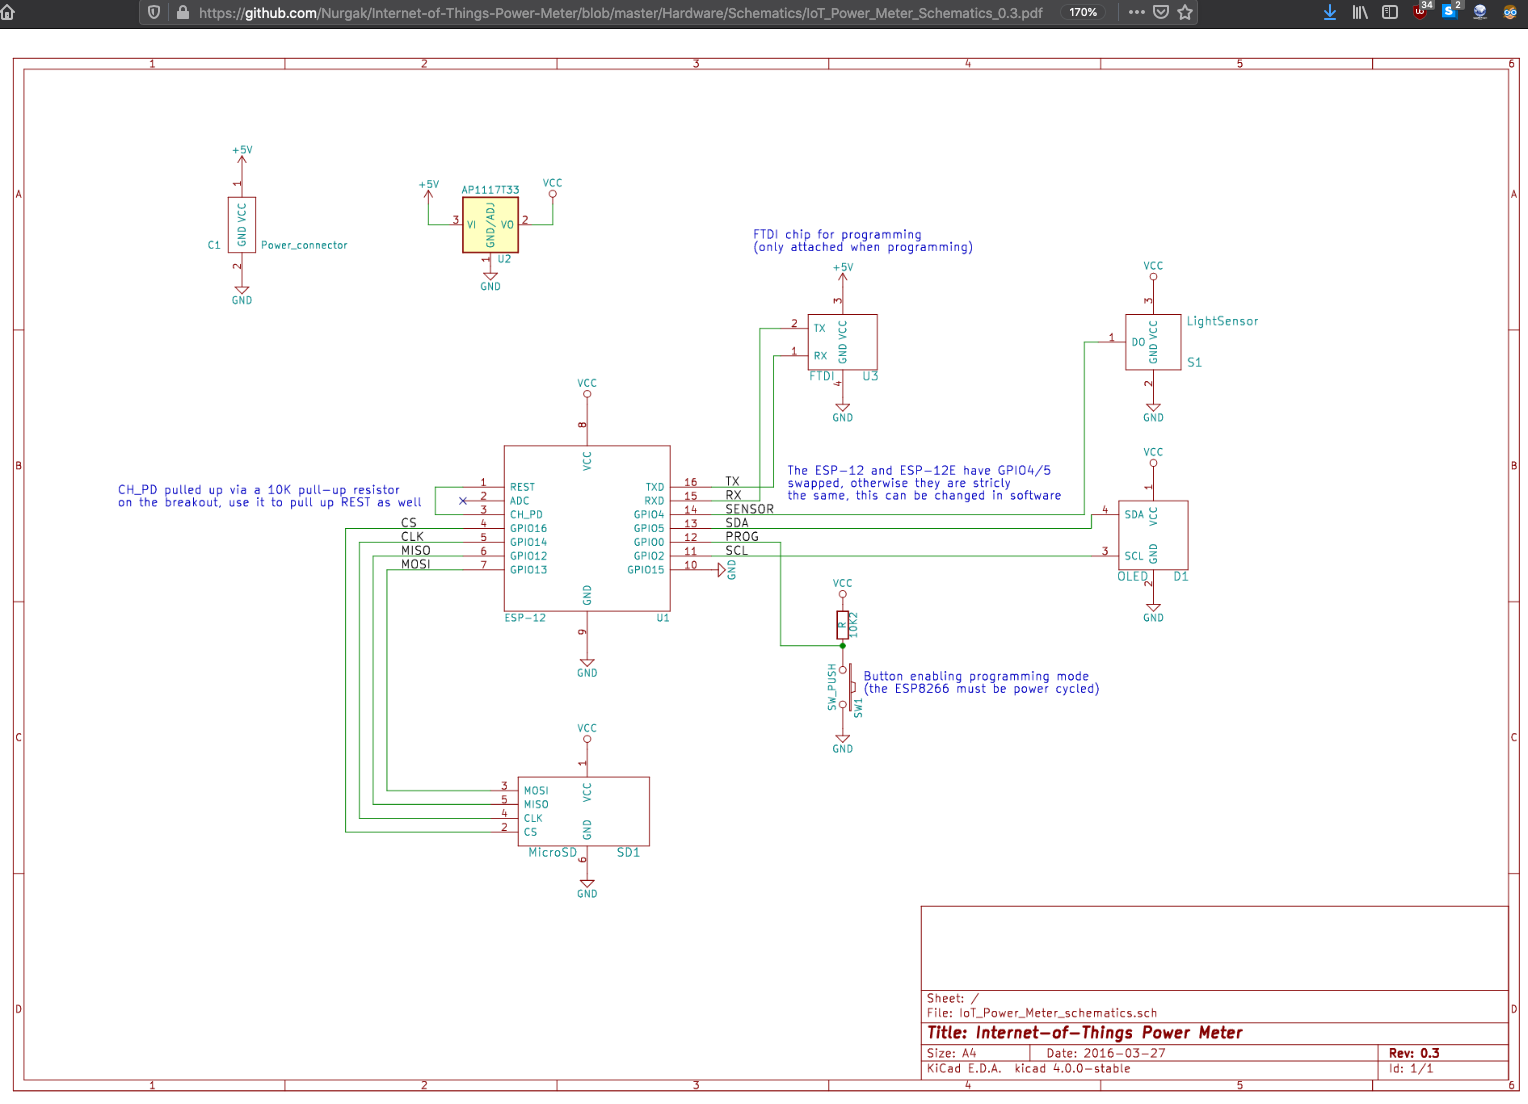 https://github.com/Nurgak/Internet-of-Things-Power-Meter/blob/master/Hardware/Schematics/IoT_Power_Meter_Schematics_0.3.pdf
170%
34
2
1 2 3 4 5 6
A
A
+5V
1
GND VCC
C1
Power_connector
2
GND
+5V
AP1117T33
VCC
3
VI
GND/ADJ
VO
2
1
U2
GND
FTDI chip for programming
(only attached when programming)
+5V
3
2
TX
GND VCC
1
RX
FTDI
U3
4
GND
VCC
3
LightSensor
1
DO
GND VCC
S1
2
GND
B
B
VCC
8
VCC
CH_PD pulled up via a 10K pull-up resistor
on the breakout, use it to pull up REST as well
1 REST
2 ADC
3 CH_PD
CS 4 GPIO16
CLK 5 GPIO14
MISO 6 GPIO12
MOSI 7 GPIO13
TXD 16 TX
RXD 15 RX
GPIO4 14 SENSOR
GPIO5 13 SDA
GPIO0 12 PROG
GPIO2 11 SCL
GPIO15 10 GND
GND
ESP-12
U1
9
GND
The ESP-12 and ESP-12E have GPIO4/5
swapped, otherwise they are stricly
the same, this can be changed in software
VCC
1
4
SDA
VCC
3
SCL
GND
OLED
D1
2
GND
VCC
R
10K2
SW_PUSH
SW1
Button enabling programming mode
(the ESP8266 must be power cycled)
GND
C
C
VCC
1
3 MOSI
5 MISO
4 CLK
2 CS
VCC
GND
MicroSD
SD1
6
GND
D
D
Sheet: /
File: IoT_Power_Meter_schematics.sch
Title: Internet-of-Things Power Meter
Size: A4
Date: 2016-03-27
Rev: 0.3
KiCad E.D.A. kicad 4.0.0-stable
Id: 1/1
1 2 3 4 5 6